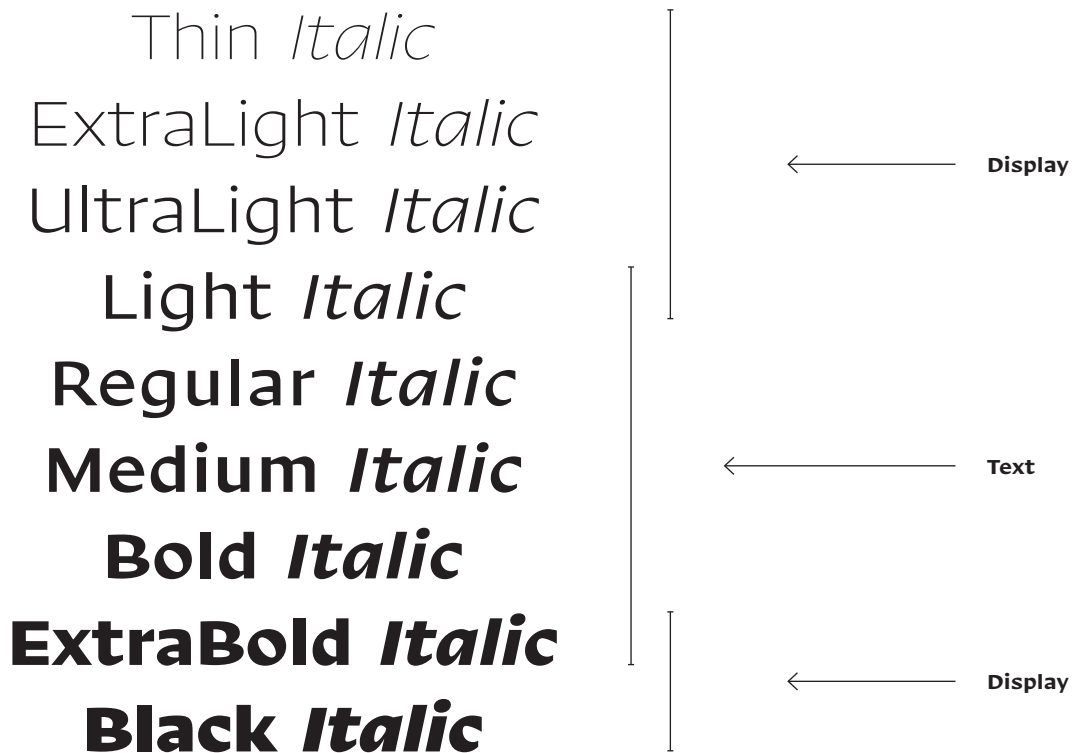 Thin Italic
ExtraLight Italic
Display
UltraLight Italic
Light Italic
Regular Italic
Medium Italic
Text
Bold Italic
ExtraBold Italic
Display
Black Italic